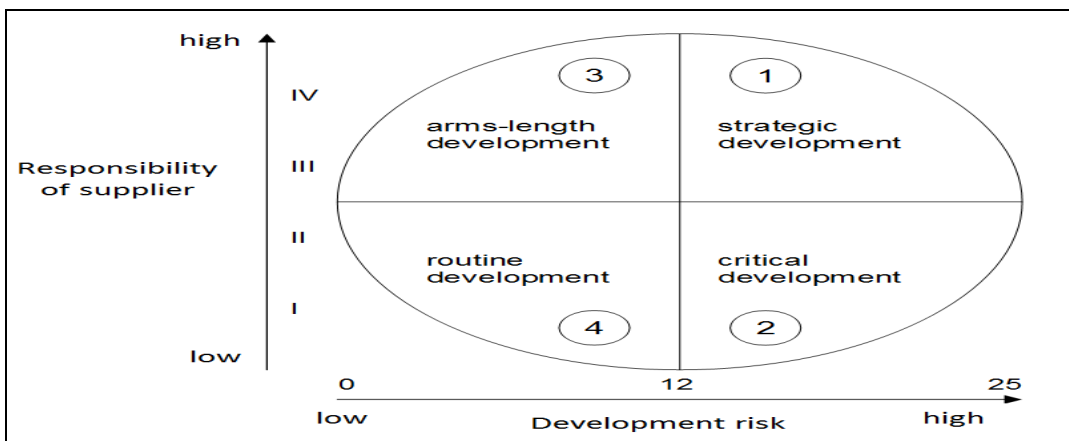 high
3
1
IV
arms-length
development
strategic
development
Responsibility
of supplier
III
II
routine
development
critical
development
I
4
2
low
0
12
25
low
Development risk
high